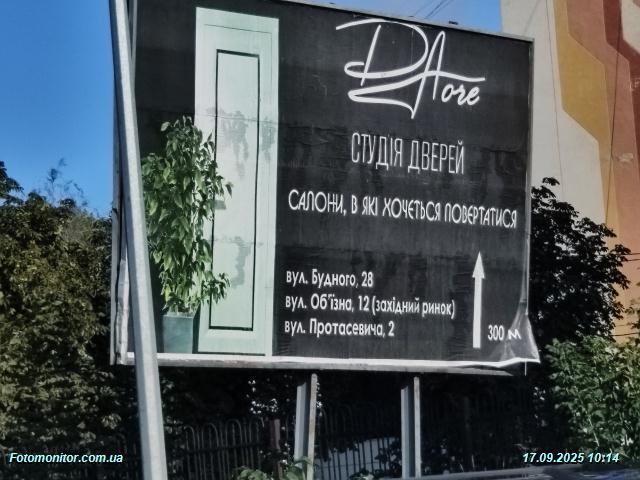 DAore
СТУДІЯ ДВЕРЕЙ
САЛОНИ, В ЯКІ ХОЧЕТЬСЯ ПОВЕРТАТИСЯ
вул. Будного, 28
вул. Об'їзна, 12 (західний ринок)
вул. Протасевича, 2
300 м
Fotomonitor.com.ua
17.09.2025 10:14